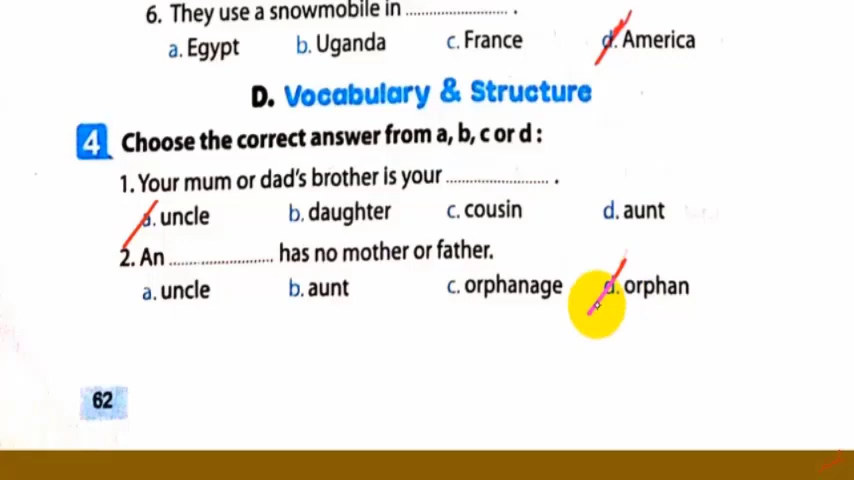 6. They use a snowmobile in ........................ .
a. Egypt b. Uganda c. France d. America
D. Vocabulary & Structure
4 Choose the correct answer from a, b, c or d :
1. Your mum or dad's brother is your ........................ .
a. uncle b. daughter c. cousin d. aunt
2. An ........................ has no mother or father.
a. uncle b. aunt c. orphanage d. orphan
62